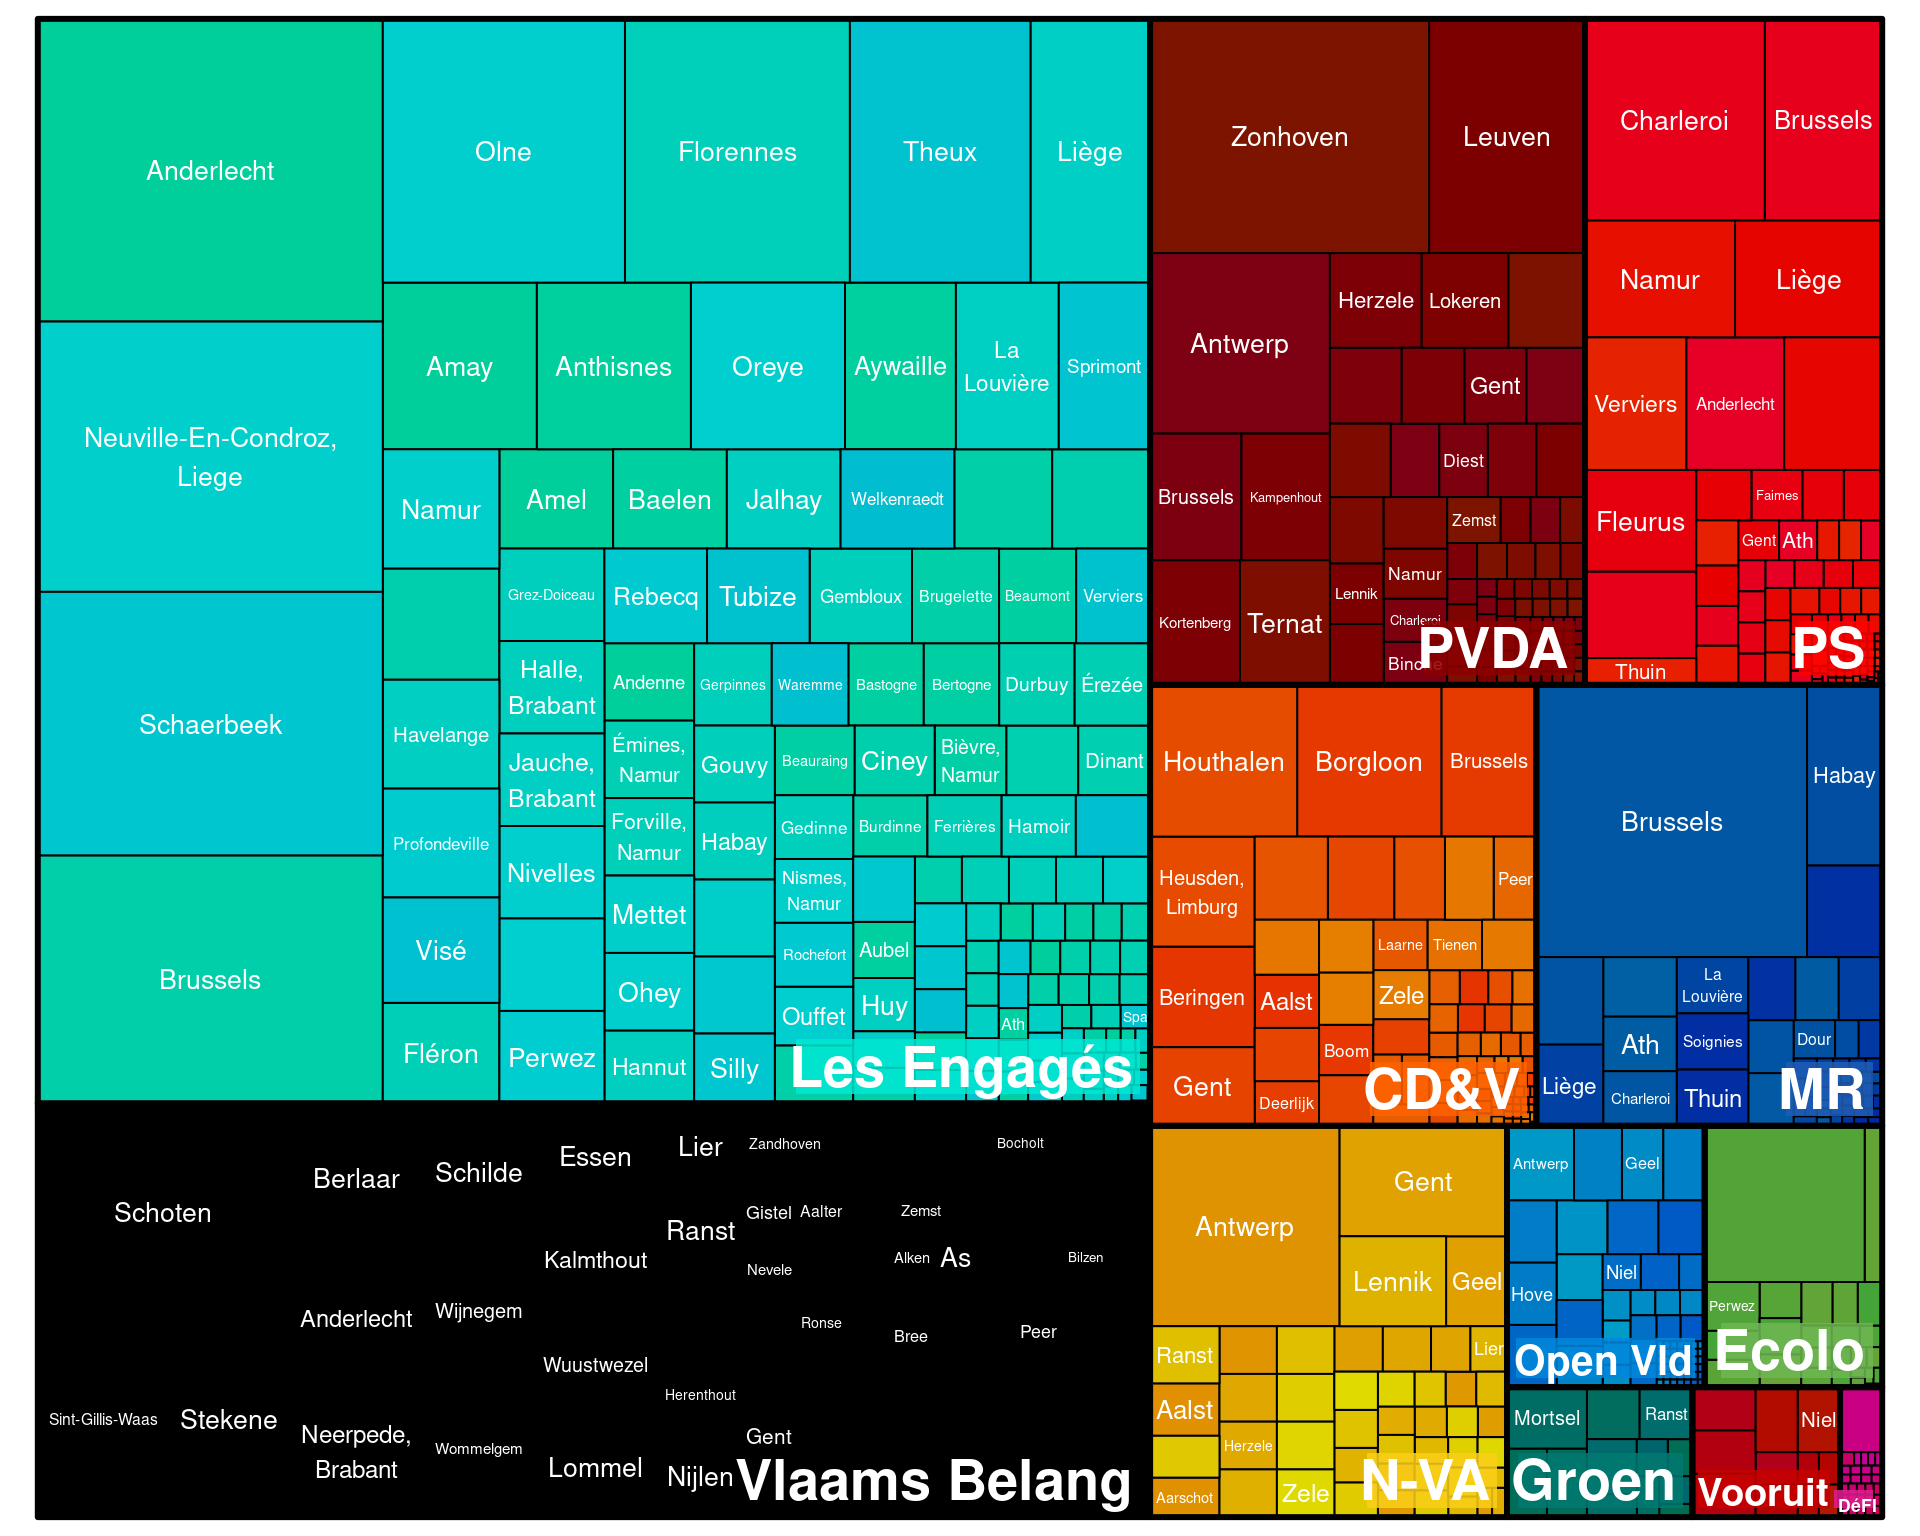 Anderlecht
Neuville-En-Condroz,
Liege
Schaerbeek
Brussels
Olne
Florennes
Theux
Liège
Amay
Anthisnes
Oreye
Aywaille
La
Louvière
Sprimont
Namur
Amel
Baelen
Jalhay
Welkenraedt
Havelange
Profondeville
Visé
Fléron
Grez-Doiceau
Rebecq
Tubize
Gembloux
Brugelette
Beaumont
Verviers
Halle,
Brabant
Jauche,
Brabant
Nivelles
Perwez
Andenne
Gerpinnes
Waremme
Bastogne
Bertogne
Durbuy
Érezée
Émines,
Namur
Gouvy
Beauraing
Ciney
Bièvre,
Namur
Dinant
Forville,
Namur
Habay
Gedinne
Burdinne
Ferrières
Hamoir
Mettet
Nismes,
Namur
Aubel
Rochefort
Ohey
Ouffet
Huy
Ath
Spa
Hannut
Silly
Les Engagés
Zonhoven
Leuven
Antwerp
Herzele
Lokeren
Gent
Brussels
Kampenhout
Diest
Zemst
Kortenberg
Ternat
Lennik
Namur
Charleroi
Binche
PVDA
Charleroi
Brussels
Namur
Liège
Verviers
Anderlecht
Fleurus
Faimes
Gent
Ath
Thuin
PS
Houthalen
Borgloon
Brussels
Heusden,
Limburg
Peer
Laarne
Tienen
Beringen
Aalst
Zele
Boom
Gent
Deerlijk
CD&V
Brussels
Habay
La
Louvière
Ath
Soignies
Dour
Liège
Charleroi
Thuin
MR
Schoten
Berlaar
Schilde
Essen
Lier
Zandhoven
Bocholt
Gistel
Aalter
Zemst
Ranst
Kalmthout
Nevele
Alken
As
Bilzen
Anderlecht
Wijnegem
Ronse
Bree
Peer
Wuustwezel
Herenthout
Sint-Gillis-Waas
Stekene
Neerpede,
Brabant
Wommelgem
Lommel
Gent
Nijlen
Vlaams Belang
Antwerp
Gent
Lennik
Geel
Ranst
Lier
Aalst
Herzele
Aarschot
Zele
N-VA
Antwerp
Geel
Niel
Hove
Open Vld
Perwez
Ecolo
Mortsel
Ranst
Groen
Niel
Vooruit
DéFI